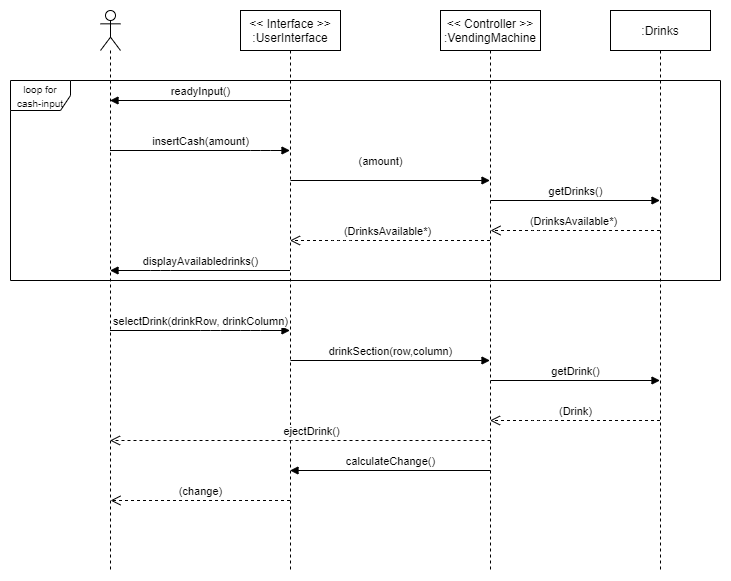 << Interface >>
:UserInterface
<< Controller >>
:VendingMachine
:Drinks
loop for
cash-input
readyInput()
insertCash(amount)
(amount)
getDrinks()
(DrinksAvailable*)
(DrinksAvailable*)
displayAvailabledrinks()
selectDrink(drinkRow, drinkColumn)
drinkSection(row,column)
getDrink()
(Drink)
ejectDrink()
calculateChange()
(change)